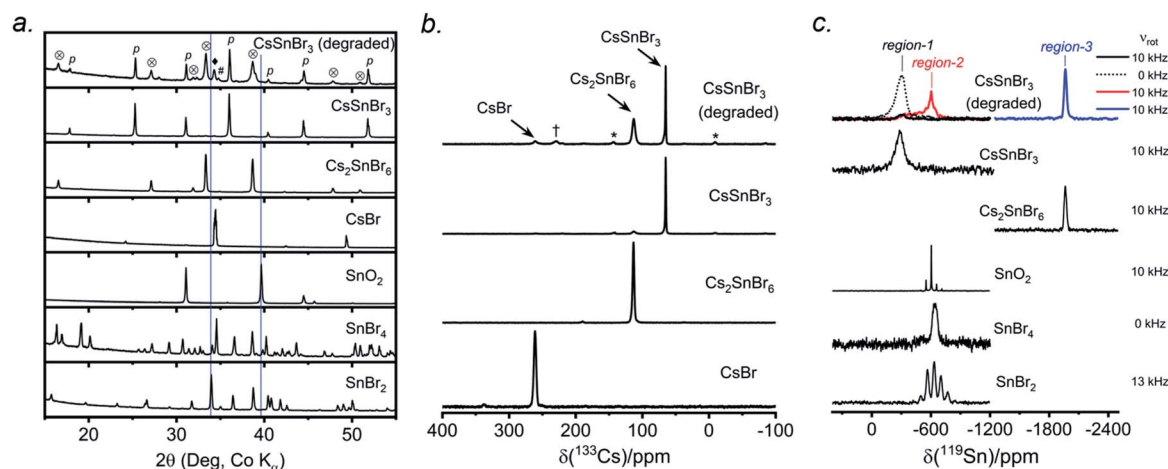 a.
⊗ p p ⊗ p ⊗ ⊗ ♦ # p ⊗ p p ⊗ ⊗ p
CsSnBr₃ (degraded)
CsSnBr₃
Cs₂SnBr₆
CsBr
SnO₂
SnBr₄
SnBr₂
20 30 40 50
2θ (Deg, Co Kα)
b.
CsSnBr₃
Cs₂SnBr₆
CsBr
CsSnBr₃
(degraded)
† * *
CsSnBr₃
Cs₂SnBr₆
CsBr
400 300 200 100 0 -100
δ(¹³³Cs)/ppm
c.
region-1
region-2
region-3
νrot
10 kHz
0 kHz
10 kHz
10 kHz
CsSnBr₃
(degraded)
CsSnBr₃
10 kHz
Cs₂SnBr₆
10 kHz
SnO₂
10 kHz
SnBr₄
0 kHz
SnBr₂
13 kHz
0 -600 -1200 -1800 -2400
δ(¹¹⁹Sn)/ppm